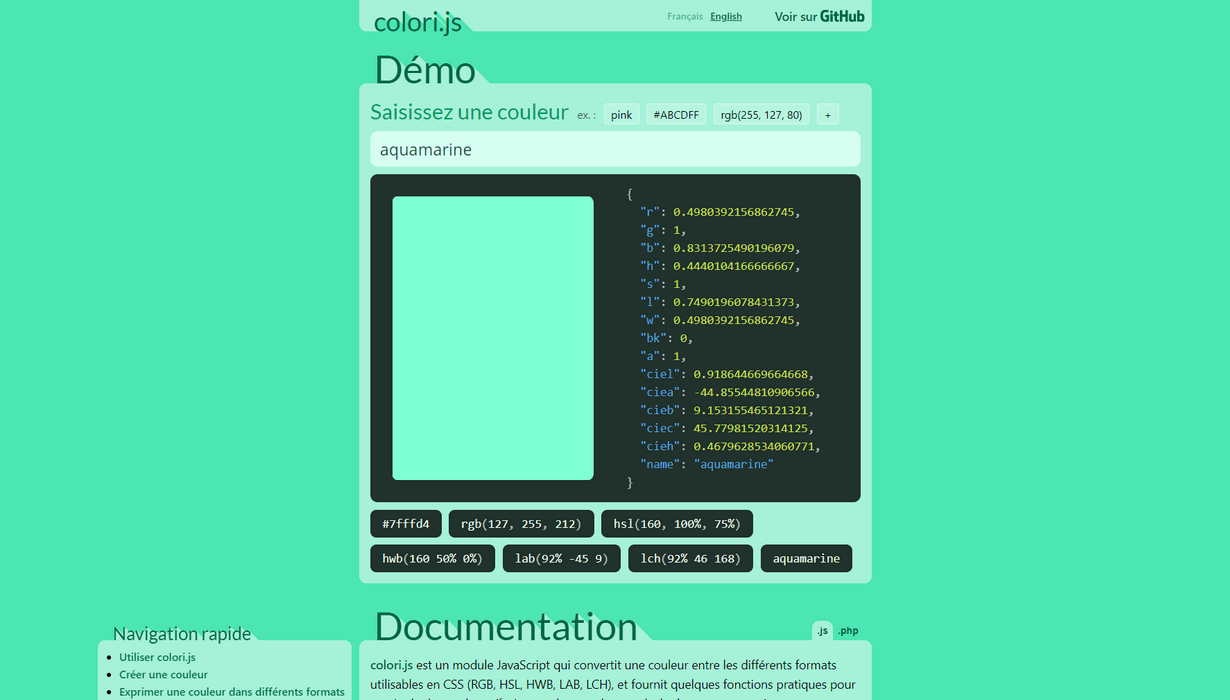 colori.js
Français English Voir sur GitHub
Démo
Saisissez une couleur ex. : pink #ABCDFF rgb(255, 127, 80) +
aquamarine
{
"r": 0.4980392156862745,
"g": 1,
"b": 0.8313725490196079,
"h": 0.4440104166666667,
"s": 1,
"l": 0.7490196078431373,
"w": 0.4980392156862745,
"bk": 0,
"a": 1,
"ciel": 0.918644669664668,
"ciea": -44.85544810906566,
"cieb": 9.153155465121321,
"ciec": 45.77981520314125,
"cieh": 0.4679628534060771,
"name": "aquamarine"
}
#7fffd4 rgb(127, 255, 212) hsl(160, 100%, 75%)
hwb(160 50% 0%) lab(92% -45 9) lch(92% 46 168) aquamarine
Navigation rapide
Utiliser colori.js
Créer une couleur
Exprimer une couleur dans différents formats
Documentation
.js .php
colori.js est un module JavaScript qui convertit une couleur entre les différents formats
utilisables en CSS (RGB, HSL, HWB, LAB, LCH), et fournit quelques fonctions pratiques pour